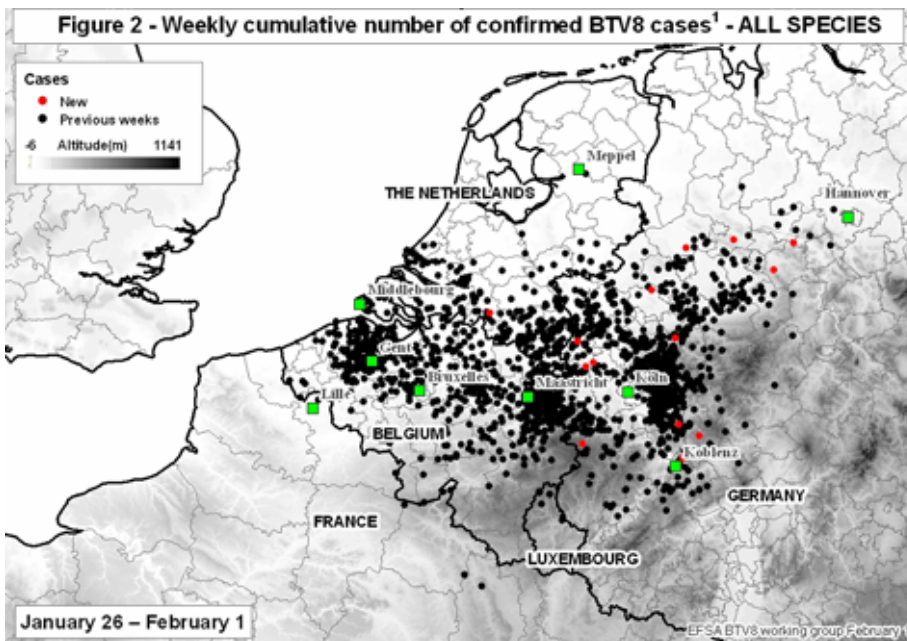 Figure 2 - Weekly cumulative number of confirmed BTV8 cases¹ - ALL SPECIES
Cases
New
Previous weeks
-6 Altitude(m) 1141
Meppel
Hannover
THE NETHERLANDS
Middlebourg
Gent
Bruxelles
Maastricht
Köln
Lille
BELGIUM
Koblenz
GERMANY
FRANCE
LUXEMBOURG
January 26 – February 1
EFSA BTV8 working group February